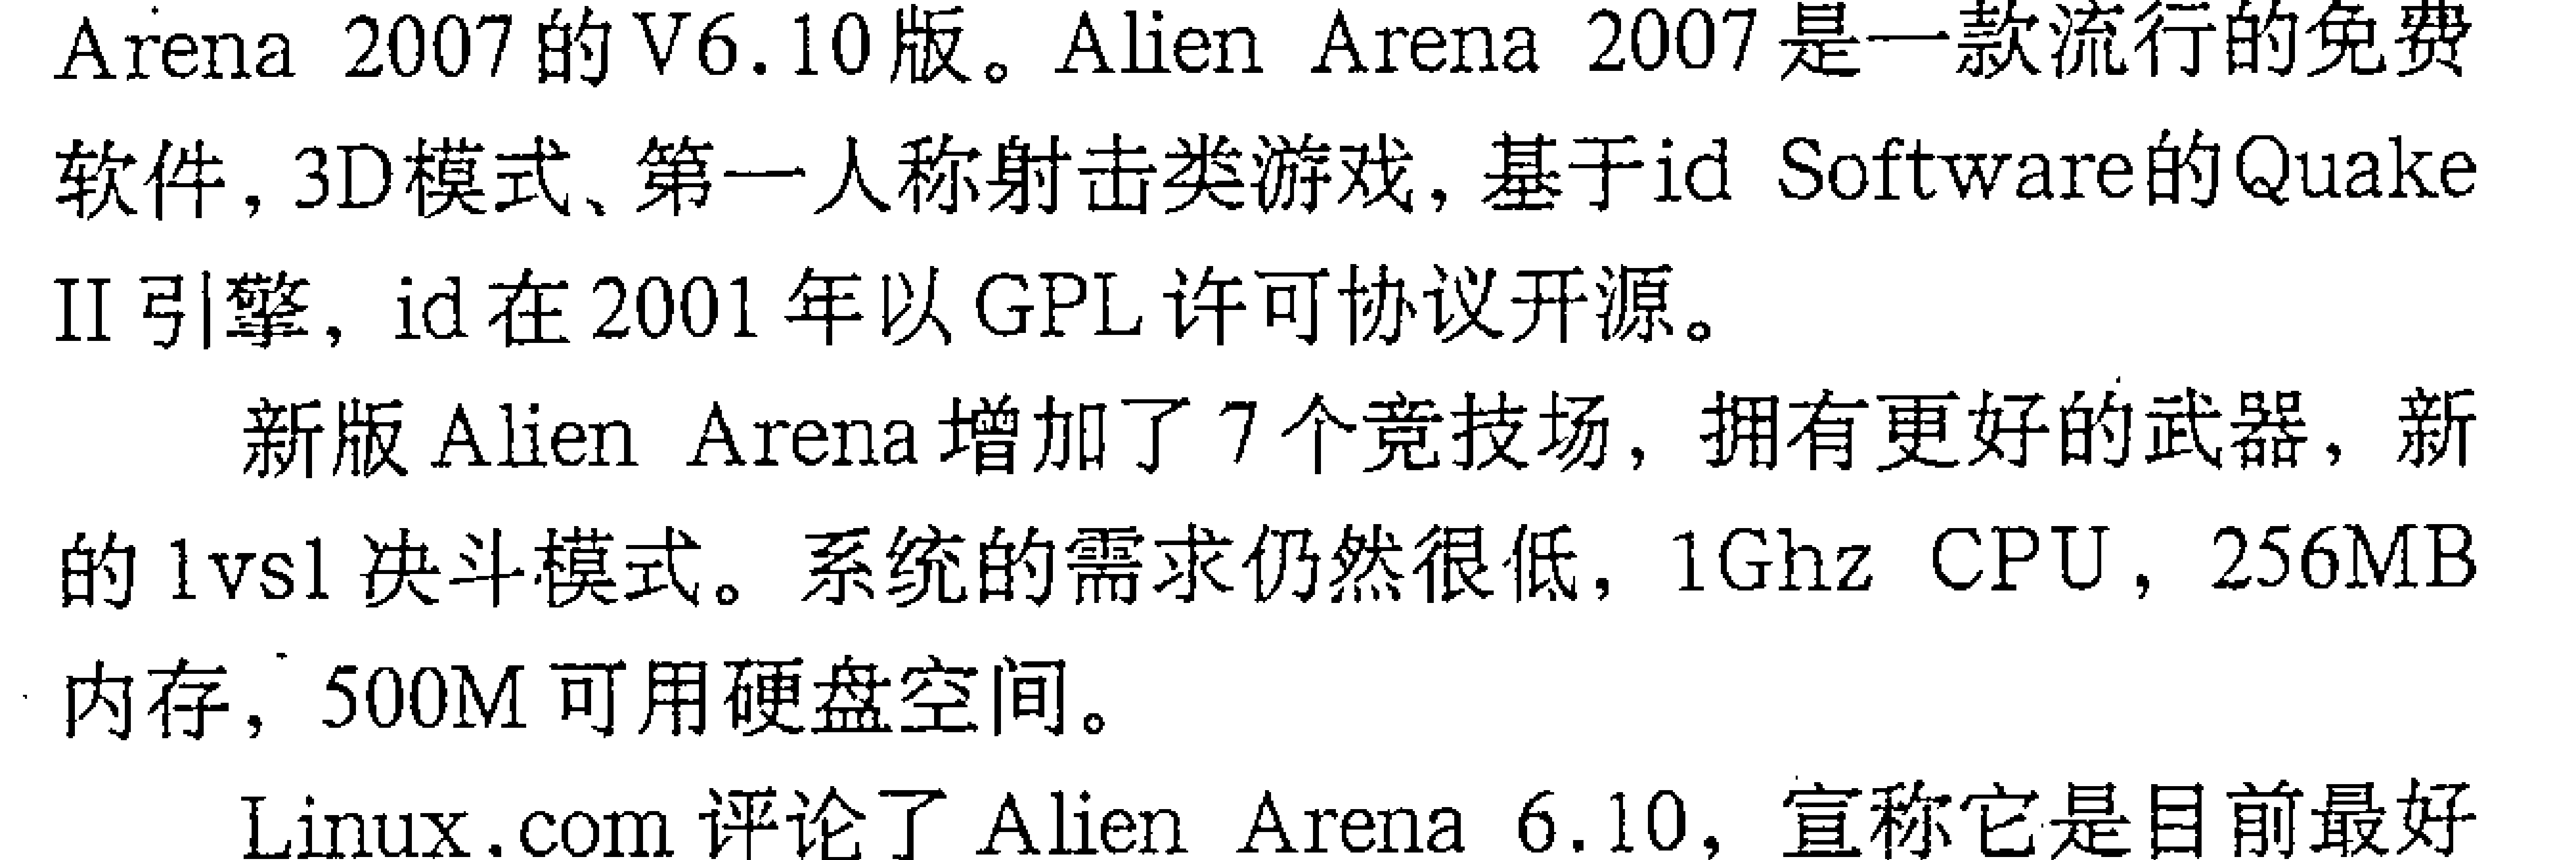 Arena 2007的V6.10版。Alien Arena 2007是一款流行的免费
软件,3D模式、第一人称射击类游戏,基于id Software的Quake
II引擎，id在2001年以GPL许可协议开源。
新版Alien Arena增加了7个竞技场，拥有更好的武器，新
的1vs1决斗模式。系统的需求仍然很低，1Ghz CPU，256MB
内存，500M可用硬盘空间。
Linux.com评论了Alien Arena 6.10，宣称它是目前最好